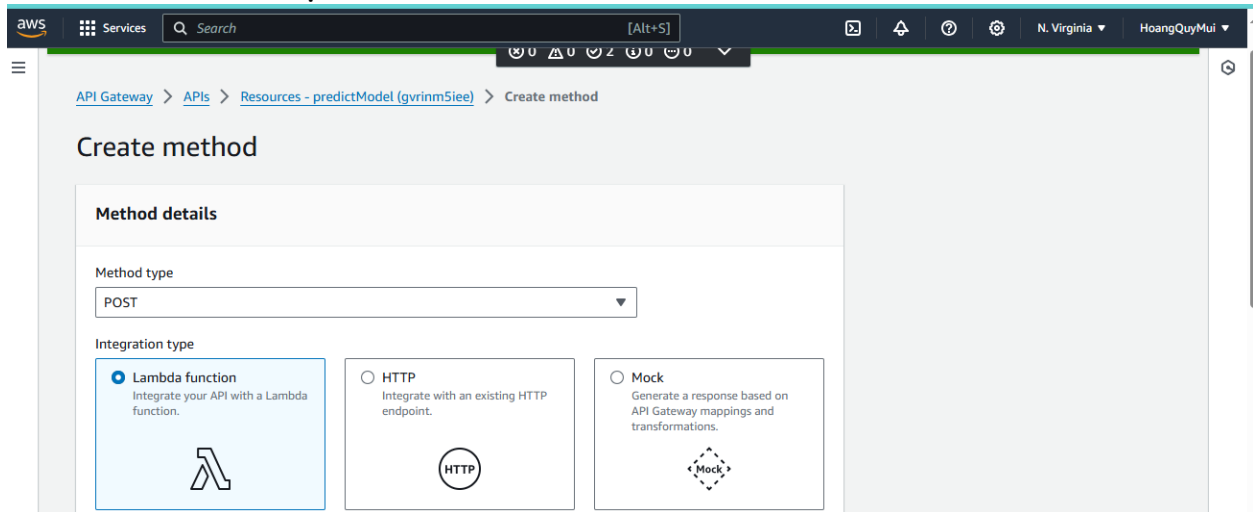 aws Services Search [Alt+S] N. Virginia ▼ HoangQuyMui ▼
0 0 2 0 0
API Gateway > APIs > Resources - predictModel (gvrinm5iee) > Create method
Create method
Method details
Method type
POST
Integration type
Lambda function
Integrate your API with a Lambda
function.
HTTP
Integrate with an existing HTTP
endpoint.
HTTP
Mock
Generate a response based on
API Gateway mappings and
transformations.
Mock